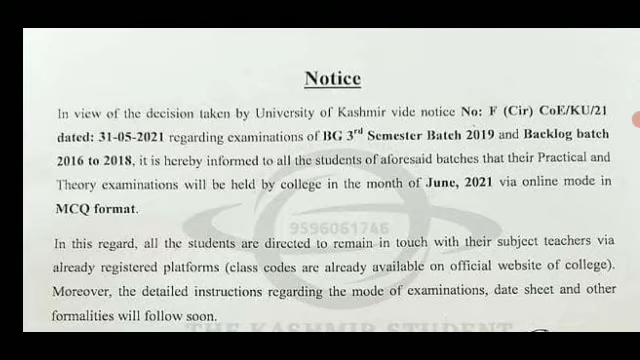 Notice
In view of the decision taken by University of Kashmir vide notice No: F (Cir) CoE/KU/21
dated: 31-05-2021 regarding examinations of BG 3rd Semester Batch 2019 and Backlog batch
2016 to 2018, it is hereby informed to all the students of aforesaid batches that their Practical and
Theory examinations will be held by college in the month of June, 2021 via online mode in
MCQ format.
9596061746
In this regard, all the students are directed to remain in touch with their subject teachers via
already registered platforms (class codes are already available on official website of college).
Moreover, the detailed instructions regarding the mode of examinations, date sheet and other
formalities will follow soon.
THE KASHMIR STUDENT